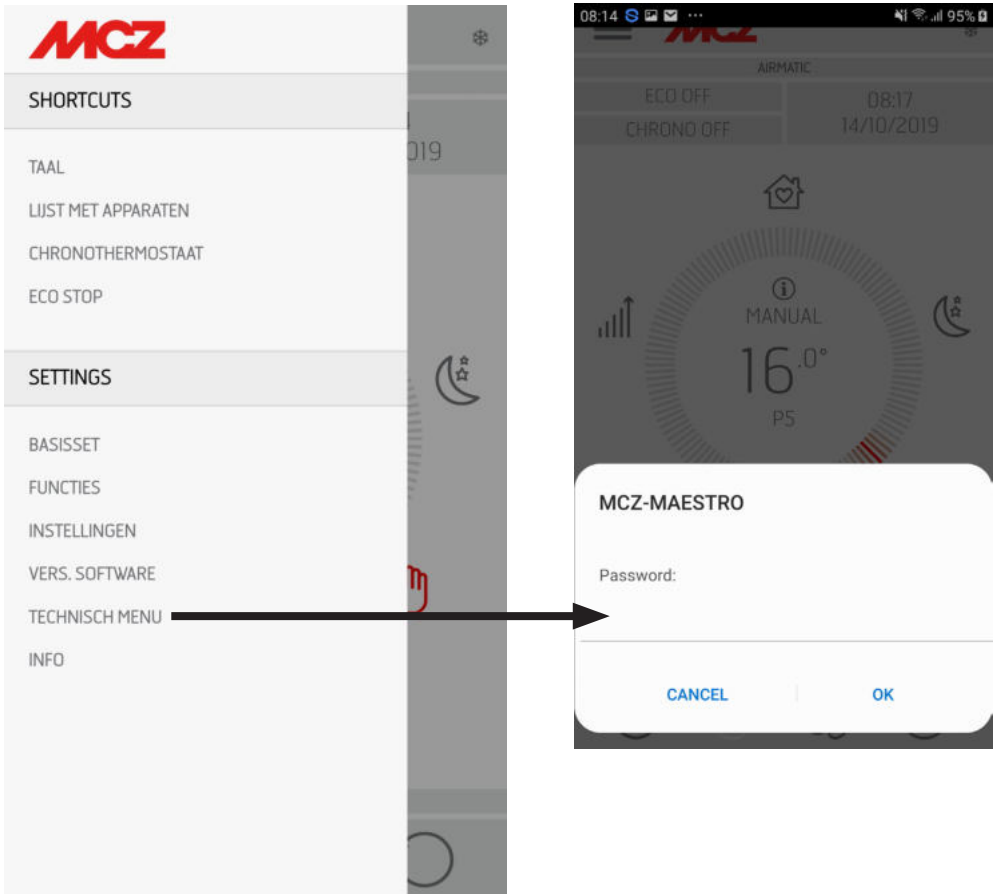 MCZ
SHORTCUTS
019
TAAL
LIJST MET APPARATEN
CHRONOTHERMOSTAAT
ECO STOP
SETTINGS
BASISSET
FUNCTIES
INSTELLINGEN
VERS. SOFTWARE
TECHNISCH MENU
INFO
08:14 95%
MCZ
AIRMATIC
ECO OFF
08:17
CHRONO OFF
14/10/2019
MANUAL
16.0°
P5
MCZ-MAESTRO
Password:
CANCEL OK